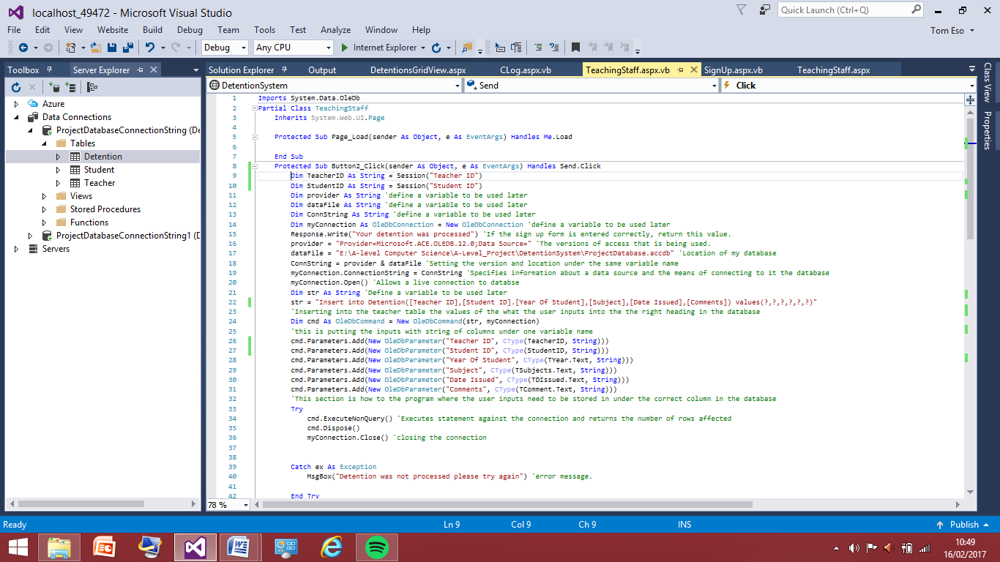 localhost_49472 - Microsoft Visual Studio
Quick Launch (Ctrl+Q)
File Edit View Website Build Debug Team Tools Test Analyze Window Help
Tom Eso
Debug Any CPU Internet Explorer
Toolbox Server Explorer
Solution Explorer Output DetentionsGridView.aspx CLog.aspx.vb TeachingStaff.aspx.vb SignUp.aspx.vb TeachingStaff.aspx
Class View
Properties
DetentionSystem Send Click
Azure
Data Connections
ProjectDatabaseConnectionString (De
Tables
Detention
Student
Teacher
Views
Stored Procedures
Functions
ProjectDatabaseConnectionString1 (D
Servers
1 Imports System.Data.OleDb
2 Partial Class TeachingStaff
3 Inherits System.Web.UI.Page
4
5 Protected Sub Page_Load(sender As Object, e As EventArgs) Handles Me.Load
6
7 End Sub
8 Protected Sub Button2_Click(sender As Object, e As EventArgs) Handles Send.Click
9 Dim TeacherID As String = Session("Teacher ID")
10 Dim StudentID As String = Session("Student ID")
11 Dim provider As String 'define a variable to be used later
12 Dim dataFile As String 'define a variable to be used later
13 Dim ConnString As String 'define a variable to be used later
14 Dim myConnection As OleDbConnection = New OleDbConnection 'define a variable to be used later
15 Response.Write("Your detention was processed") 'If the sign up form is entered correctly, return this value.
16 provider = "Provider=Microsoft.ACE.OLEDB.12.0;Data Source=" 'The versions of access that is being used.
17 dataFile = "E:\A-level Computer Science\A-Level_Project\DetentionSystem\ProjectDatabase.accdb" 'Location of my database
18 ConnString = provider & dataFile 'Setting the version and location under the same variable name
19 myConnection.ConnectionString = ConnString 'Specifies information about a data source and the means of connecting to it the database
20 myConnection.Open() 'Allows a live connection to databse
21 Dim str As String 'Define a variable to be used later
22 str = "Insert into Detention([Teacher ID],[Student ID].[Year Of Student],[Subject],[Date Issued],[Comments]) values(?,?,?,?,?,?)"
23 'Inserting into the teacher table the values of the what the user inputs into the the right heading in the database
24 Dim cmd As OleDbCommand = New OleDbCommand(str, myConnection)
25 'this is putting the inputs with string of columns under one variable name
26 cmd.Parameters.Add(New OleDbParameter("Teacher ID", CType(TeacherID, String)))
27 cmd.Parameters.Add(New OleDbParameter("Student ID", CType(StudentID, String)))
28 cmd.Parameters.Add(New OleDbParameter("Year Of Student", CType(TYear.Text, String)))
29 cmd.Parameters.Add(New OleDbParameter("Subject", CType(TSubjects.Text, String)))
30 cmd.Parameters.Add(New OleDbParameter("Date Issued", CType(TDIssued.Text, String)))
31 cmd.Parameters.Add(New OleDbParameter("Comments", CType(TComment.Text, String)))
32 'This section is how to the program where the user inputs need to be stored in under the correct column in the database
33 Try
34 cmd.ExecuteNonQuery() 'Executes statement against the connection and returns the number of rows affected
35 cmd.Dispose()
36 myConnection.Close() 'closing the connection
37
38
39 Catch ex As Exception
40 MsgBox("Detention was not processed please try again") 'error message.
41
42 End Try
78 %
Ready Ln 9 Col 9 Ch 9 INS Publish
10:49
16/02/2017